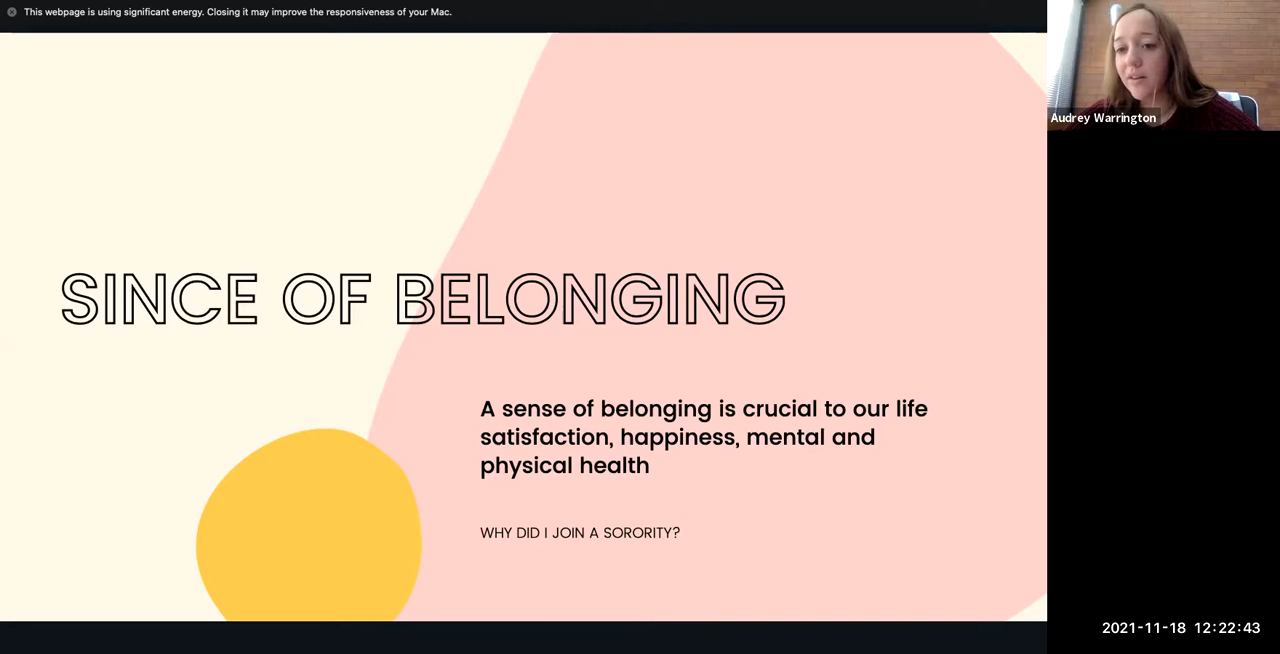 This webpage is using significant energy. Closing it may improve the responsiveness of your Mac.
Audrey Warrington
SINCE OF BELONGING
A sense of belonging is crucial to our life
satisfaction, happiness, mental and
physical health
WHY DID I JOIN A SORORITY?
2021-11-18 12:22:43